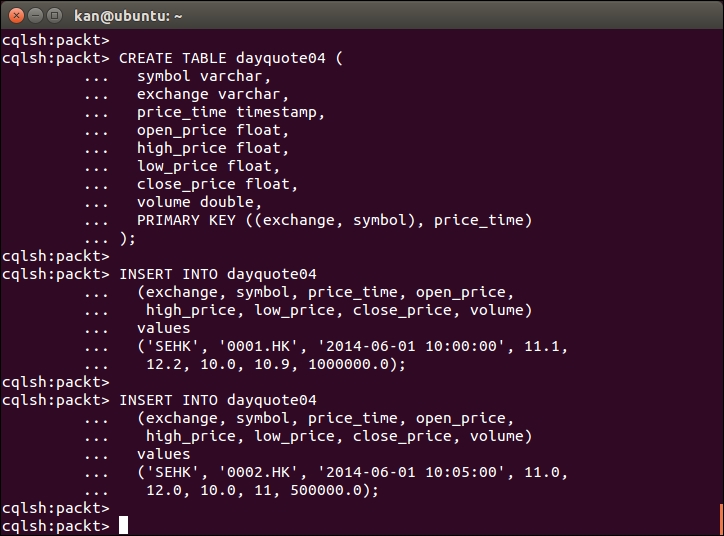 kan@ubuntu: ~
cqlsh:packt>
cqlsh:packt> CREATE TABLE dayquote04 (
         ...   symbol varchar,
         ...   exchange varchar,
         ...   price_time timestamp,
         ...   open_price float,
         ...   high_price float,
         ...   low_price float,
         ...   close_price float,
         ...   volume double,
         ...   PRIMARY KEY ((exchange, symbol), price_time)
         ... );
cqlsh:packt>
cqlsh:packt> INSERT INTO dayquote04
         ...   (exchange, symbol, price_time, open_price,
         ...    high_price, low_price, close_price, volume)
         ...   values
         ...   ('SEHK', '0001.HK', '2014-06-01 10:00:00', 11.1,
         ...    12.2, 10.0, 10.9, 1000000.0);
cqlsh:packt>
cqlsh:packt> INSERT INTO dayquote04
         ...   (exchange, symbol, price_time, open_price,
         ...    high_price, low_price, close_price, volume)
         ...   values
         ...   ('SEHK', '0002.HK', '2014-06-01 10:05:00', 11.0,
         ...    12.0, 10.0, 11, 500000.0);
cqlsh:packt>
cqlsh:packt>